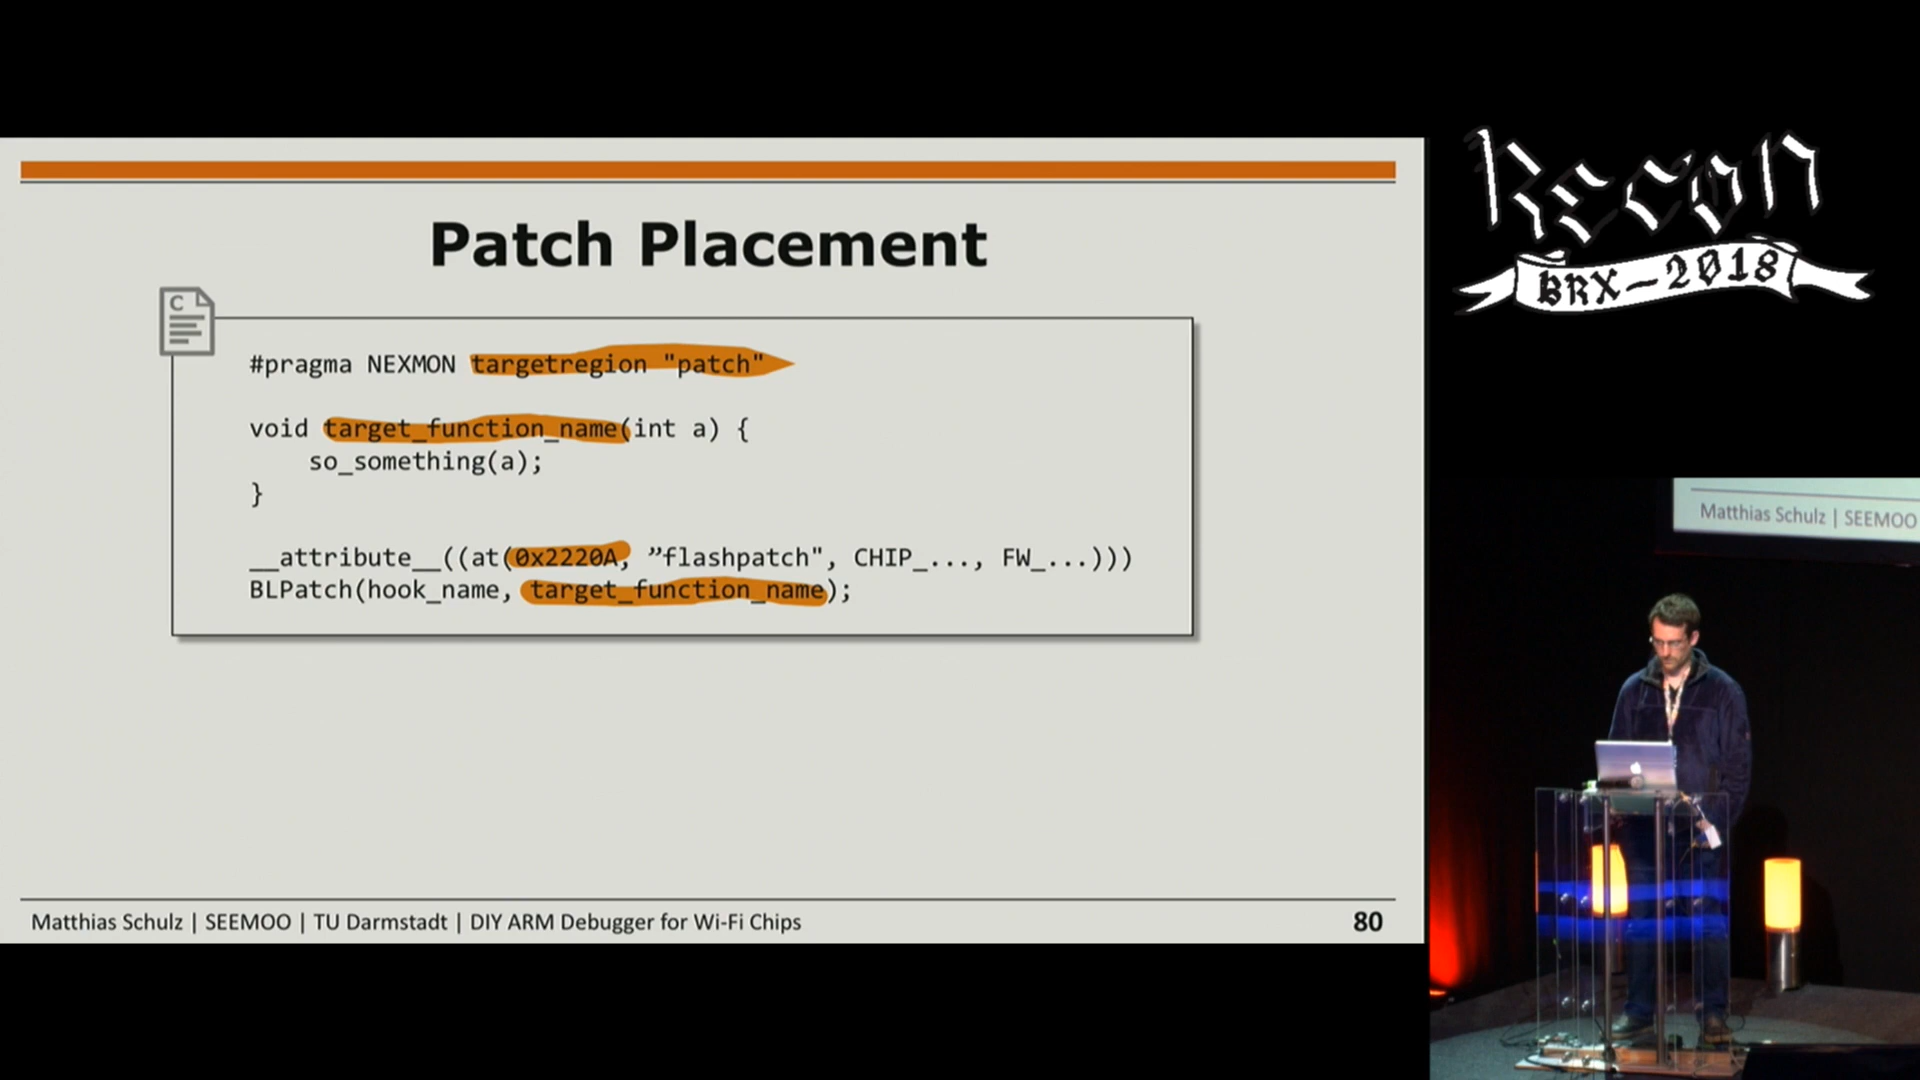 Patch Placement
C
#pragma NEXMON targetregion "patch"
void target_function_name(int a) {
so_something(a);
}
__attribute__((at(0x2220A, ”flashpatch", CHIP_..., FW_...)))
BLPatch(hook_name, target_function_name);
Matthias Schulz | SEEMOO | TU Darmstadt | DIY ARM Debugger for Wi-Fi Chips
80
Recon
BRX-2018
Matthias Schulz | SEEMOO